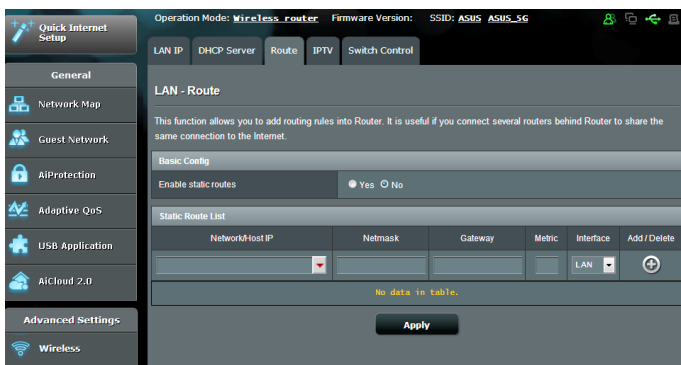 Quick Internet
Setup
General
Network Map
Guest Network
AiProtection
Adaptive QoS
USB Application
AiCloud 2.0
Advanced Settings
Wireless
Operation Mode: Wireless router Firmware Version: SSID: ASUS ASUS_5G
LAN IP DHCP Server Route IPTV Switch Control
LAN - Route
This function allows you to add routing rules into Router. It is useful if you connect several routers behind Router to share the
same connection to the Internet.
Basic Config
Enable static routes Yes No
Static Route List
Network/Host IP Netmask Gateway Metric Interface Add / Delete
LAN
No data in table.
Apply